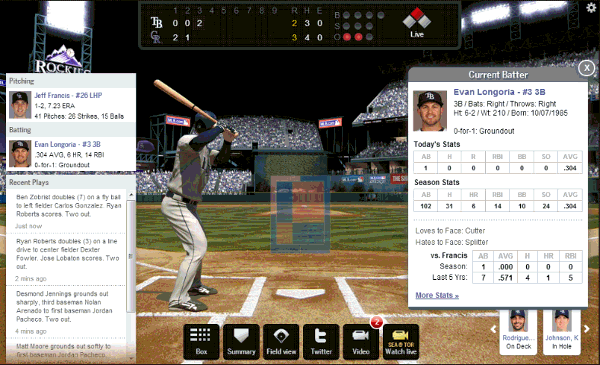 1 2 3 4 5 6 7 8 9 R H E
TB 0 0 2 2 3 0
CR 2 1 3 4 0
B
S
O
Live
ROCKIES
Pitching
Jeff Francis - #26 LHP
1-2, 7.23 ERA
41 Pitches: 26 Strikes, 15 Balls
Batting
Evan Longoria - #3 3B
.304 AVG, 6 HR, 14 RBI
0-for-1: Groundout
Recent Plays
Ben Zobrist doubles (7) on a fly ball
to left fielder Carlos Gonzalez. Ryan
Roberts scores. Two out.
Just now
Ryan Roberts doubles (3) on a line
drive to center fielder Dexter
Fowler. Jose Lobaton scores. Two
out.
2 mins ago
Desmond Jennings grounds out
sharply, third baseman Nolan
Arenado to first baseman Jordan
Pacheco. Two out.
4 mins ago
Matt Moore grounds out softly to
first baseman Jordan Pacheco.
Current Batter
X
Evan Longoria - #3 3B
3B / Bats: Right / Throws: Right
Ht: 6-2 / Wt: 210 / Born: 10/07/1985
0-for-1: Groundout
Today's Stats
AB H R RBI BB SO AVG
1 0 0 0 0 0 .304
Season Stats
AB H HR RBI BB SO AVG
102 31 6 14 10 24 .304
Loves to Face: Cutter
Hates to Face: Splitter
vs. Francis AB AVG H HR RBI
Season: 1 .000 0 0 0
Last 5 Yrs: 7 .571 4 1 5
More Stats »
Box
Summary
Field view
Twitter
2
Video
SEA @ TOR
Watch live
Rodrigue...
On Deck
Johnson, K
In Hole